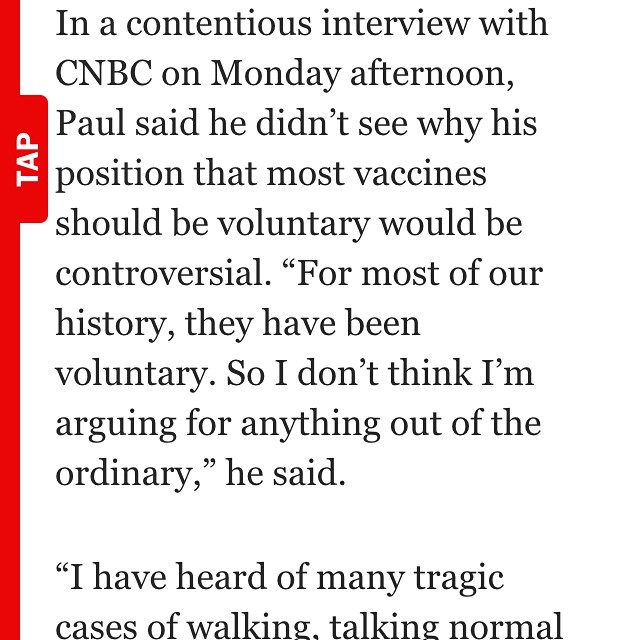 In a contentious interview with
CNBC on Monday afternoon,
Paul said he didn’t see why his
position that most vaccines
should be voluntary would be
controversial. “For most of our
history, they have been
voluntary. So I don’t think I’m
arguing for anything out of the
ordinary,” he said.
“I have heard of many tragic
cases of walking, talking normal
TAP